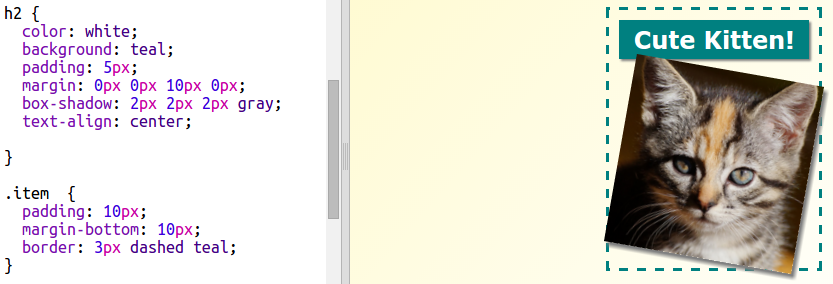 h2 {
color: white;
background: teal;
padding: 5px;
margin: 0px 0px 10px 0px;
box-shadow: 2px 2px 2px gray;
text-align: center;
}
.item  {
padding: 10px;
margin-bottom: 10px;
border: 3px dashed teal;
}
Cute Kitten!